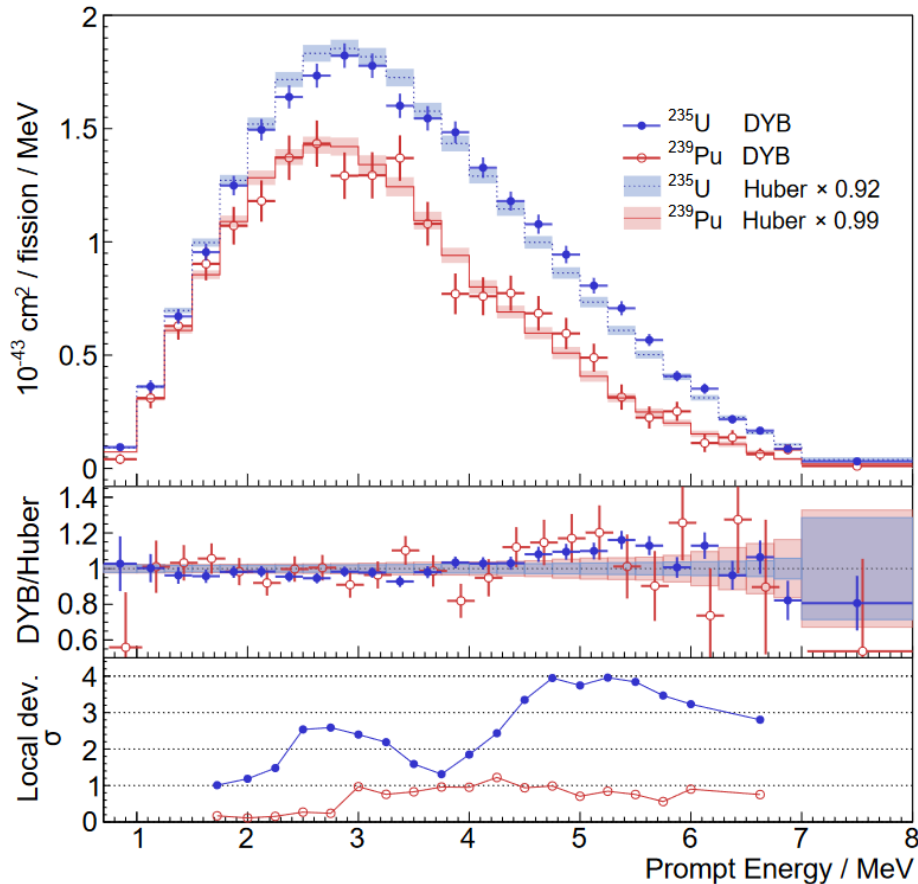 2
1.5
1
0.5
0
10⁻⁴³ cm² / fission / MeV
²³⁵U DYB
²³⁹Pu DYB
²³⁵U Huber × 0.92
²³⁹Pu Huber × 0.99
1.4
1.2
1.0
0.8
0.6
DYB/Huber
4
3
2
1
0
Local dev.
σ
1 2 3 4 5 6 7 8
Prompt Energy / MeV